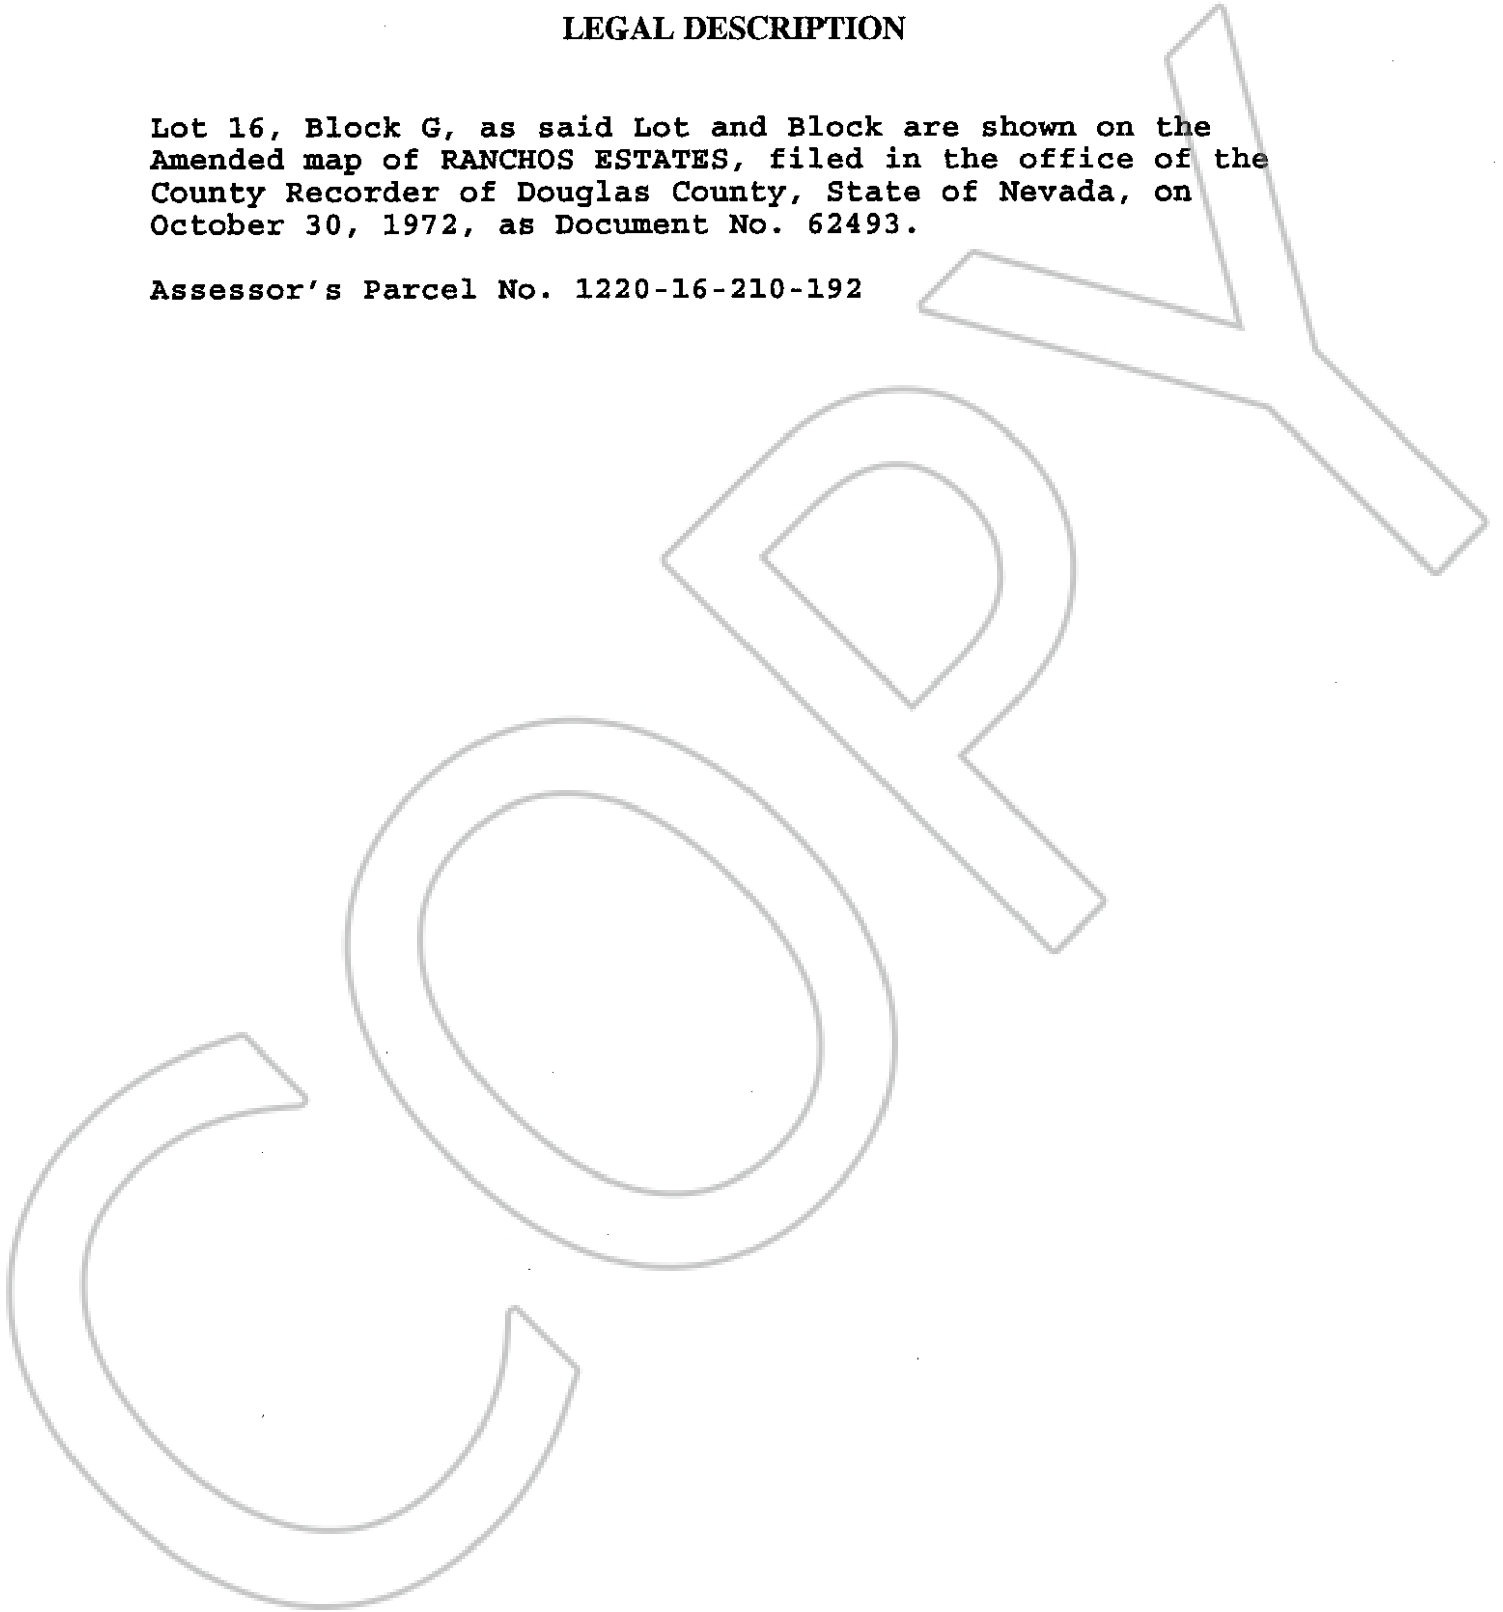 LEGAL DESCRIPTION
Lot 16, Block G, as said Lot and Block are shown on the
Amended map of RANCHOS ESTATES, filed in the office of the
County Recorder of Douglas County, State of Nevada, on
October 30, 1972, as Document No. 62493.
Assessor's Parcel No. 1220-16-210-192
COPY